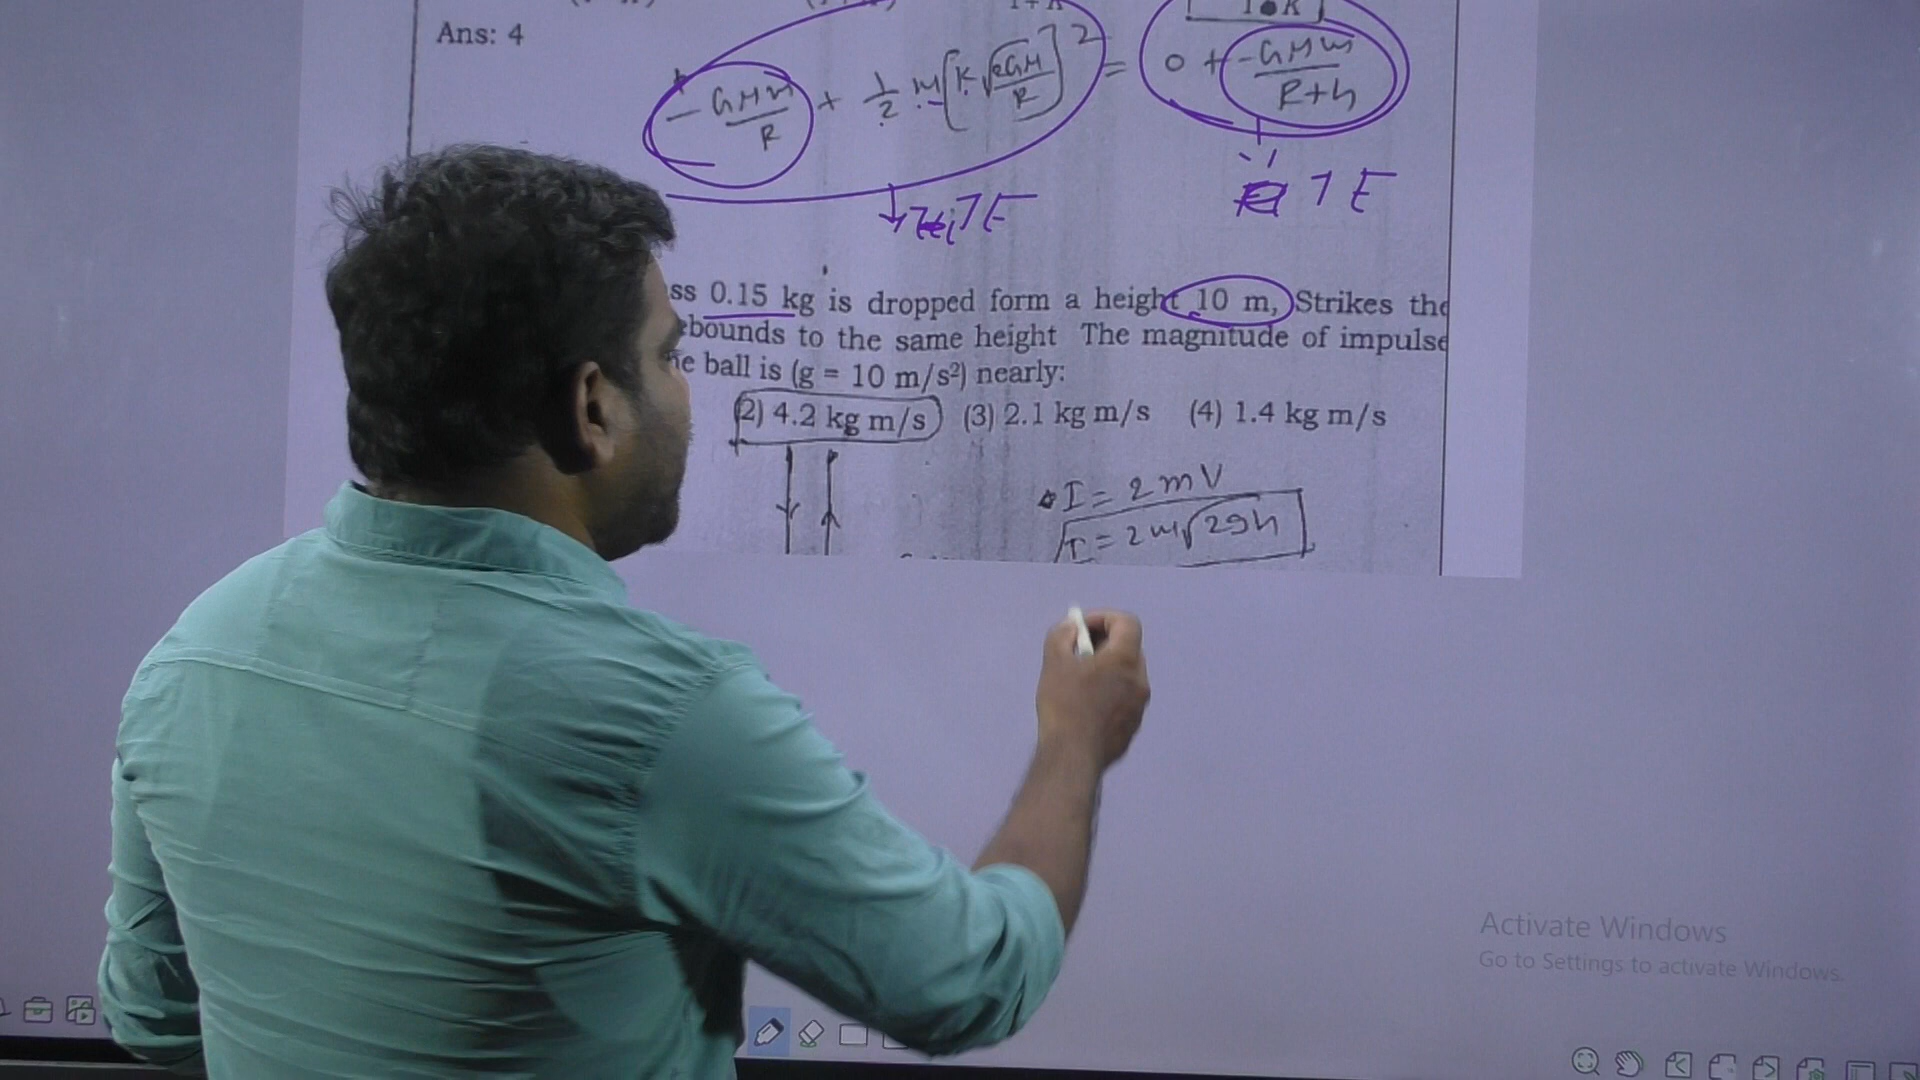 Ans: 4
- GMm/R + 1/2 m[K√(2GM/R)]² = 0 + -GMm/R+h
TE
TE
ss 0.15 kg is dropped form a height 10 m, Strikes the
ebounds to the same height The magnitude of impulse
e ball is (g = 10 m/s²) nearly:
(2) 4.2 kg m/s (3) 2.1 kg m/s (4) 1.4 kg m/s
I = 2mV
I = 2m√2gh
Activate Windows
Go to Settings to activate Windows.